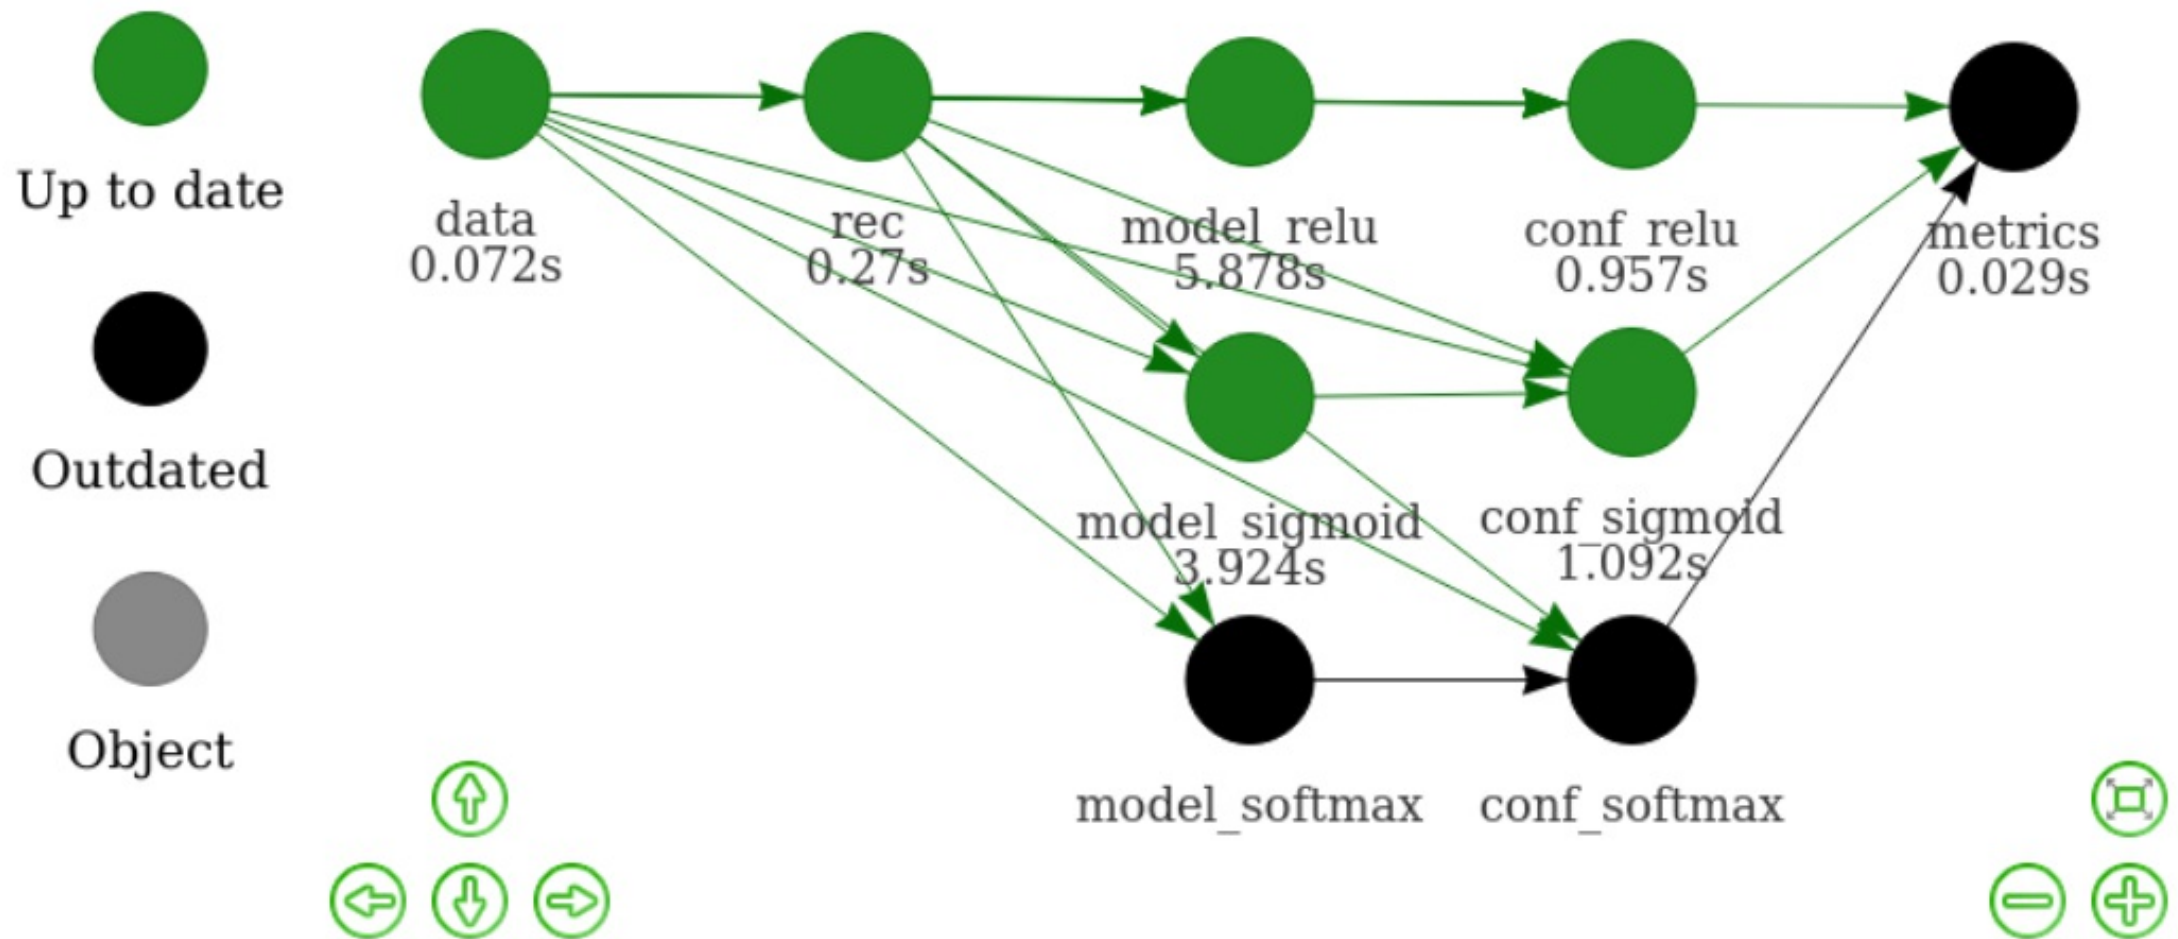 Up to date
Outdated
Object
data
0.072s
rec
0.27s
model_relu
5.878s
conf_relu
0.957s
metrics
0.029s
model_sigmoid
3.924s
conf_sigmoid
1.092s
model_softmax
conf_softmax